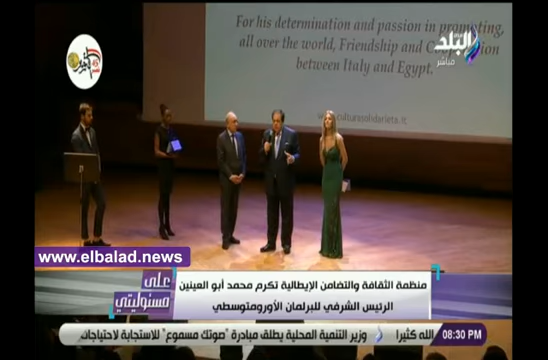 For his determination and passion in promoting,
all over the world, Friendship and Cooperation
between Italy and Egypt.
البلد
مباشر
www.elbalad.news
على
مسئوليتي
منظمة الثقافة والتضامن الإيطالية تكرم محمد أبو العينين
الرئيس الشرفي للبرلمان الأورومتوسطي
الله كثيرا
وزير التنمية المحلية يطلق مبادرة "صوتك مسموع" للاستجابة لاحتياجات
08:30 PM